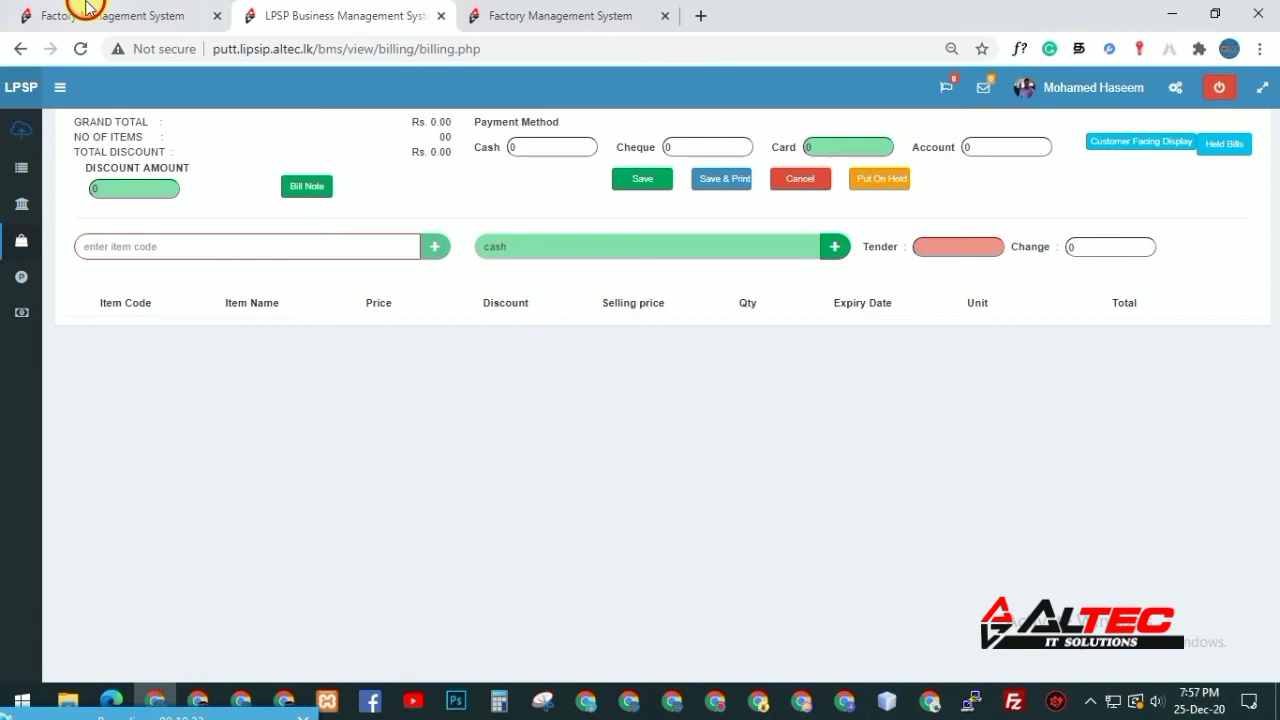 Factory Management System
LPSP Business Management Syst
Factory Management System
Not secure
putt.lipsip.altec.lk/bms/view/billing/billing.php
LPSP
0
0
Mohamed Haseem
GRAND TOTAL :
Rs. 0.00
NO OF ITEMS :
00
TOTAL DISCOUNT :
Rs. 0.00
DISCOUNT AMOUNT
0
Bill Note
Payment Method
Cash
0
Cheque
0
Card
0
Account
0
Customer Facing Display
Held Bills
Save
Save & Print
Cancel
Put On Hold
enter item code
+
cash
+
Tender :
Change :
0
Item Code
Item Name
Price
Discount
Selling price
Qty
Expiry Date
Unit
Total
ALTEC
IT SOLUTIONS
ndows.
7:57 PM
25-Dec-20